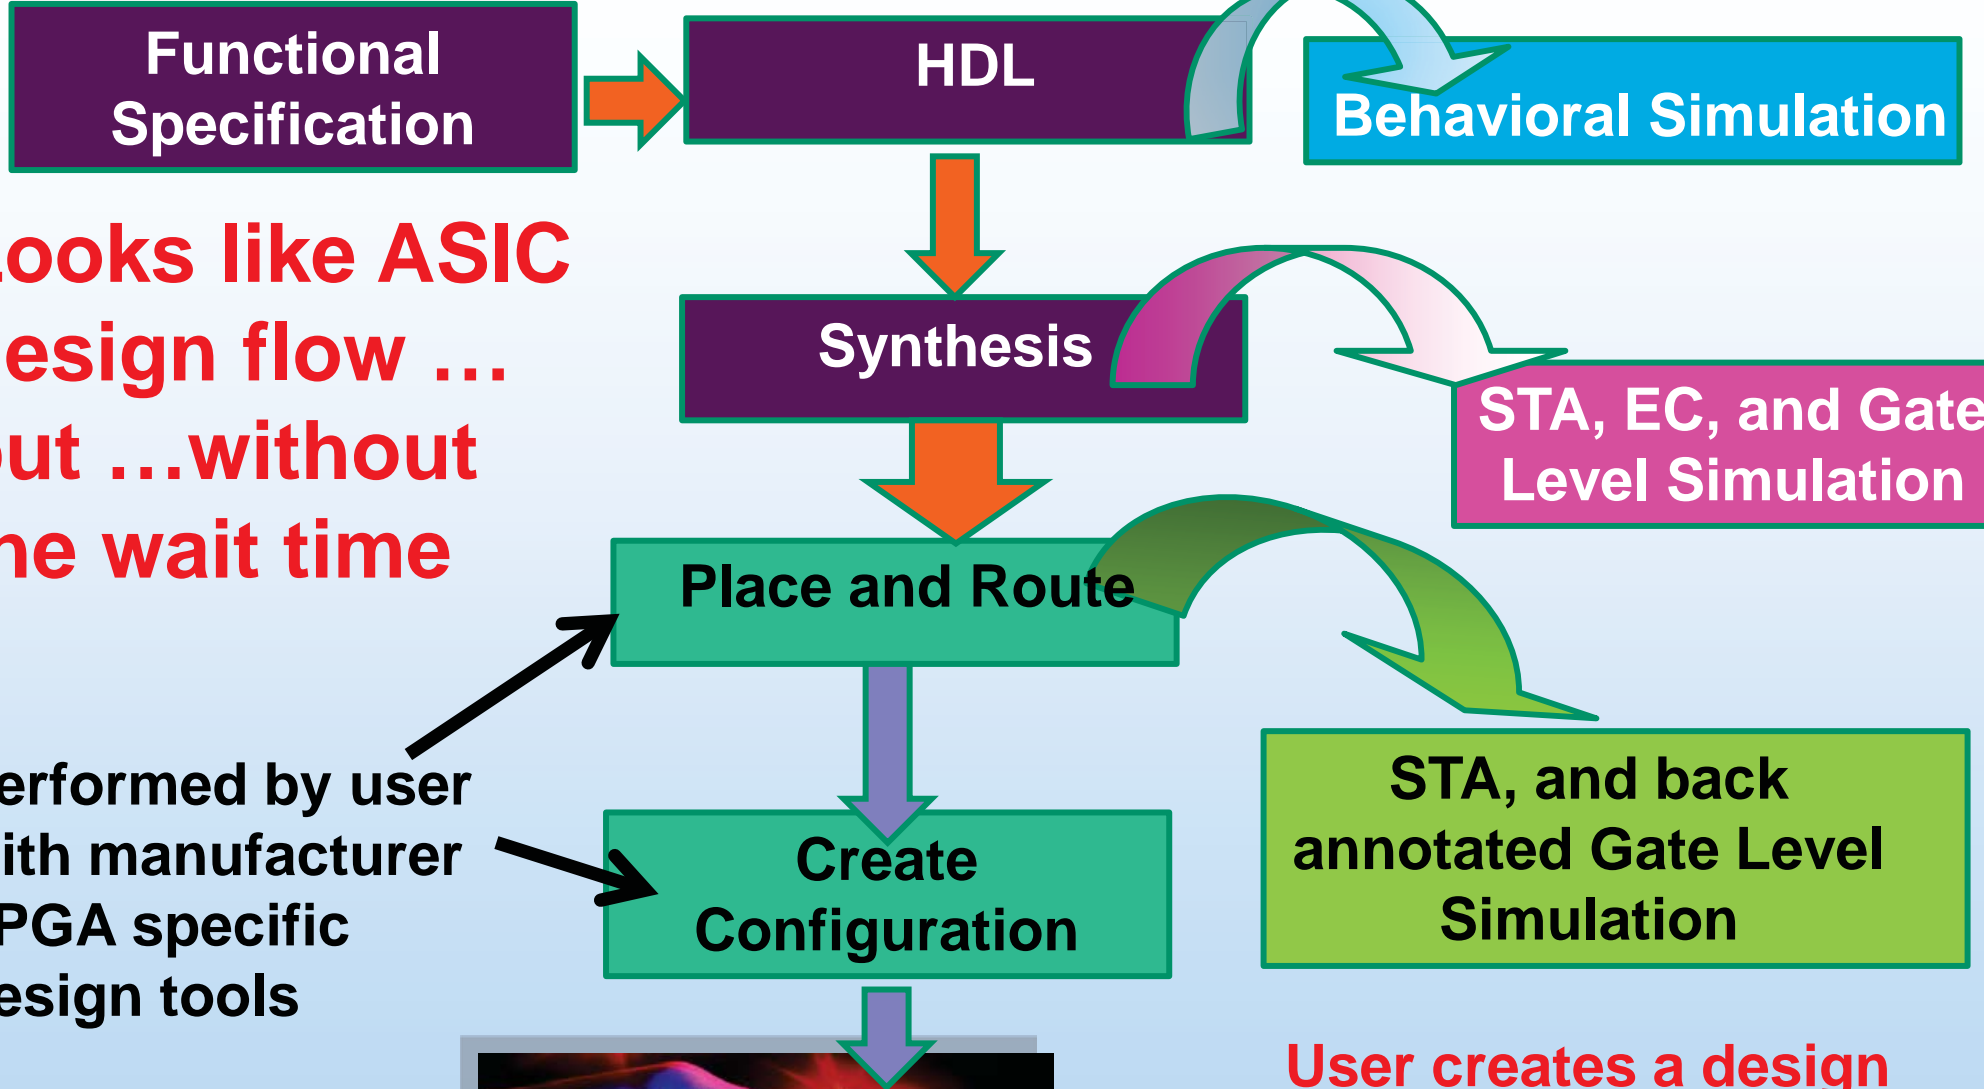 Functional
Specification
HDL
Behavioral Simulation
ooks like ASIC
esign flow …
ut …without
ne wait time
Synthesis
STA, EC, and Gate
Level Simulation
Place and Route
erformed by user
ith manufacturer
PGA specific
esign tools
Create
Configuration
STA, and back
annotated Gate Level
Simulation
User creates a design